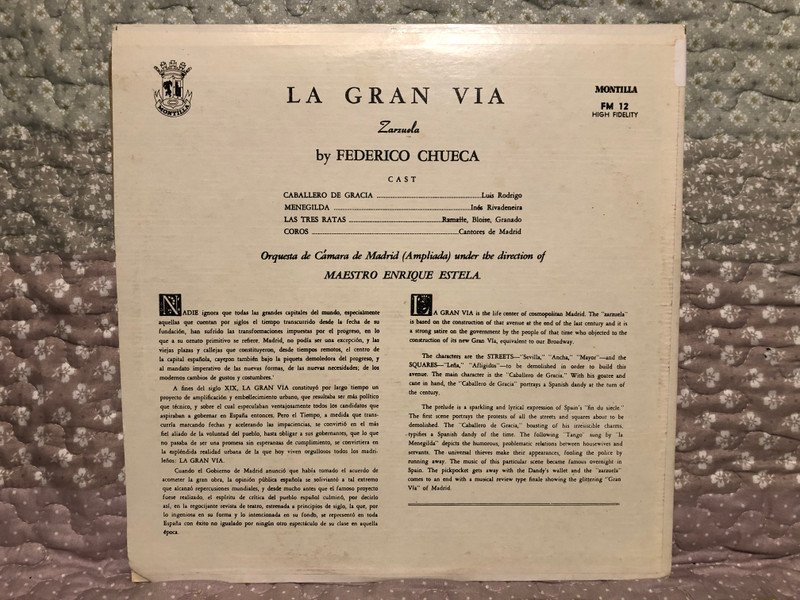 MONTILLA
LA GRAN VIA
Zarzuela
by FEDERICO CHUECA
MONTILLA
FM 12
HIGH FIDELITY
CAST
CABALLERO DE GRACIA Luis Rodrigo
MENEGILDA Inés Rivadeneira
LAS TRES RATAS Ramalle, Bloise, Granado
COROS Cantores de Madrid
Orquesta de Cámara de Madrid (Ampliada) under the direction of
MAESTRO ENRIQUE ESTELA
NADIE ignora que todas las grandes capitales del mundo, especialmente
aquellas que cuentan por siglos el tiempo transcurrido desde la fecha de su
fundación, han sufrido las transformaciones impuestas por el progreso, en lo
que a su ornato primitivo se refiere. Madrid, no podía ser una excepción, y las
viejas plazas y callejas que constituyeron, desde tiempos remotos, el centro de
la capital española, cayeron también bajo la piqueta demoledora del progreso, y
al mandato imperativo de las nuevas formas, de las nuevas necesidades; de los
modernos cambios de gustos y costumbres.
A fines del siglo XIX, LA GRAN VIA constituyó por largo tiempo un
proyecto de amplificación y embellecimiento urbano, que resultaba ser más político
que técnico, y sobre el cual especulaban ventajosamente todos los candidatos que
aspiraban a gobernar en España entonces. Pero el Tiempo, a medida que trans-
curría marcando fechas y acelerando las impaciencias, se convirtió en el más
fiel aliado de la voluntad del pueblo, hasta obligar a sus gobernantes, que lo que
no pasaba de ser una promesa sin esperanzas de cumplimiento, se convirtiera en
la espléndida realidad urbana de la que hoy viven orgullosos todos los madri-
leños: LA GRAN VIA.
Cuando el Gobierno de Madrid anunció que había tomado el acuerdo de
acometer la gran obra, la opinión pública española se soliviantó a tal extremo
que alcanzó repercusiones mundiales, y desde mucho antes que el famoso proyecto
fuese realizado, el espíritu de crítica del pueblo español culminó, por decirlo
así, en la regocijante revista de teatro, estrenada a principios de siglo, la que, por
lo ingeniosa en su forma y lo intencionada en su fondo, se representó en toda
España con éxito no igualado por ningún otro espectáculo de su clase en aquella
época.
LA GRAN VIA is the life center of cosmopolitan Madrid. The "zarzuela"
is based on the construction of that avenue at the end of the last century and it is
a strong satire on the government by the people of that time who objected to the
construction of its new Gran Vía, equivalent to our Broadway.
The characters are the STREETS—"Sevilla," "Ancha," "Mayor"—and the
SQUARES—"Leña," "Afligidos"—to be demolished in order to build this
avenue. The main character is the "Caballero de Gracia." With his goatee and
cane in hand, the "Caballero de Gracia" portrays a Spanish dandy at the turn of
the century.
The prelude is a sparkling and lyrical expression of Spain's "fin du siecle."
The first scene portrays the protests of all the streets and squares about to be
demolished. The "Caballero de Gracia," boasting of his irresistible charms,
typifies a Spanish dandy of the time. The following "Tango" sung by "la
Menegilda" depicts the humorous, problematic relations between housewives and
servants. The universal thieves make their appearances, fooling the police by
running away. The music of this particular scene became famous overnight in
Spain. The pickpocket gets away with the Dandy's wallet and the "zarzuela"
comes to an end with a musical review type finale showing the glittering "Gran
Vía" of Madrid.